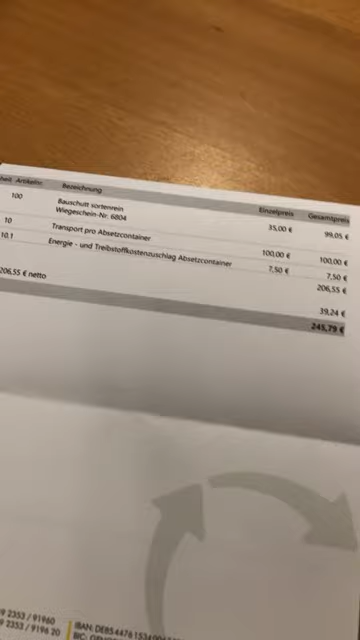 Artikelnr. Bezeichnung Einzelpreis Gesamtpreis
100 Bauschutt sortenrein 35,00 € 99,05 €
Wiegeschein-Nr. 6804
10 Transport pro Absetzcontainer 100,00 € 100,00 €
10.1 Energie - und Treibstoffkostenzuschlag Absetzcontainer 7,50 € 7,50 €
206,55 €
206,55 € netto 39,24 €
245,79 €
2353 / 91960
2353 / 9196 20
IBAN: DE85 4476 1534
BIC: